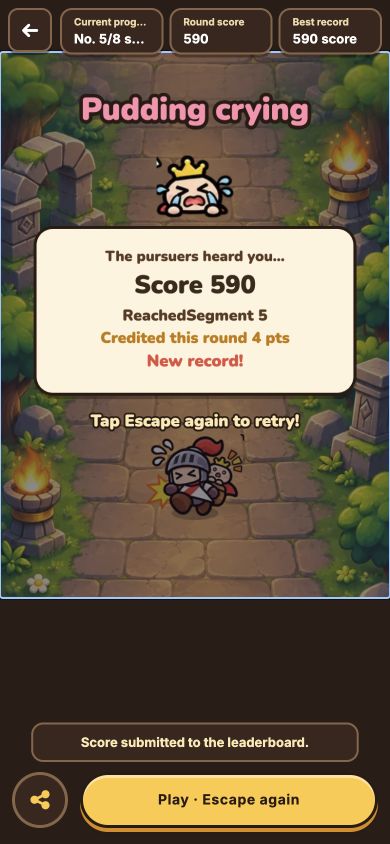 Current prog...
No. 5/8 s...
Round score
590
Best record
590 score
Pudding crying
The pursuers heard you...
Score 590
ReachedSegment 5
Credited this round 4 pts
New record!
Tap Escape again to retry!
Score submitted to the leaderboard.
Play · Escape again